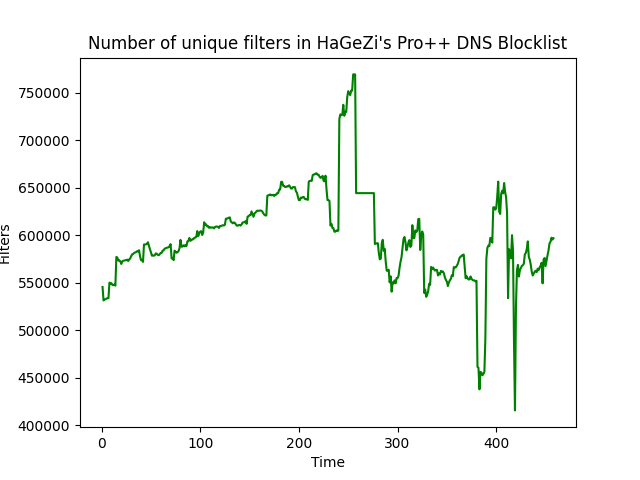 Number of unique filters in HaGeZi's Pro++ DNS Blocklist
750000
700000
650000
600000
550000
500000
450000
400000
Filters
0 100 200 300 400
Time